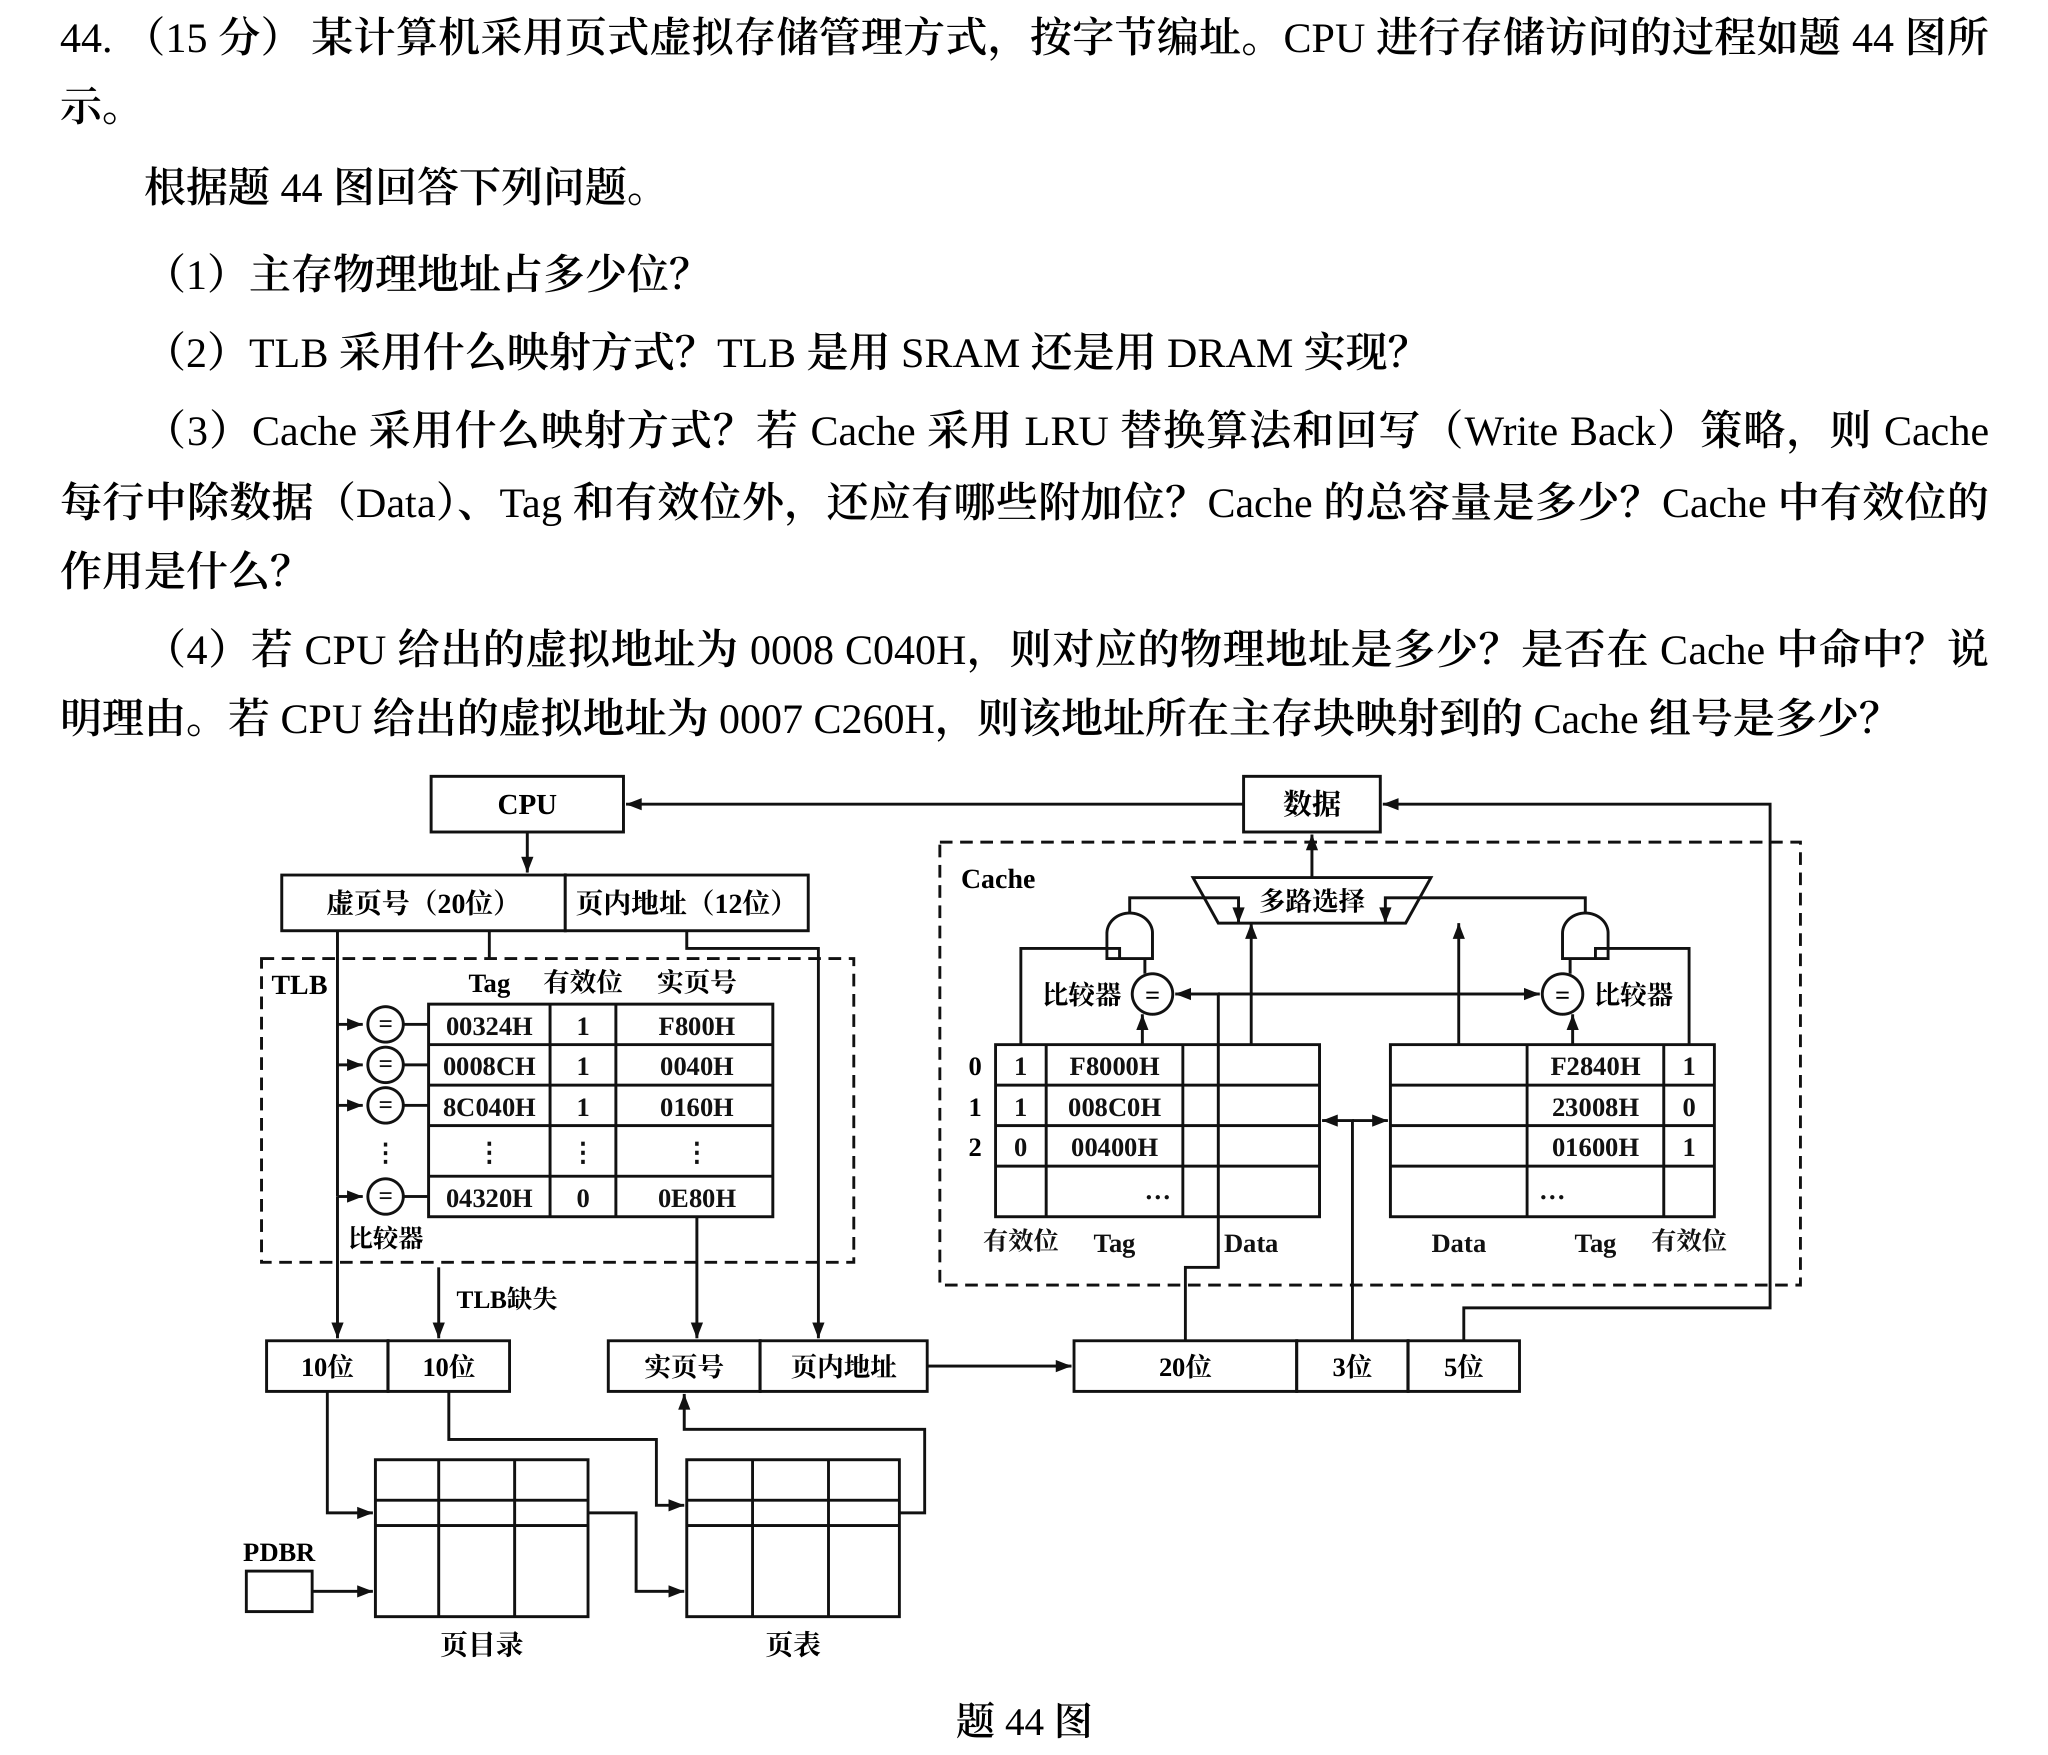 44. （15 分） 某计算机采用页式虚拟存储管理方式，按字节编址。CPU 进行存储访问的过程如题 44 图所
示。
根据题 44 图回答下列问题。
（1）主存物理地址占多少位？
（2）TLB 采用什么映射方式？TLB 是用 SRAM 还是用 DRAM 实现？
（3）Cache 采用什么映射方式？若 Cache 采用 LRU 替换算法和回写（Write Back）策略，则 Cache
每行中除数据（Data）、Tag 和有效位外，还应有哪些附加位？Cache 的总容量是多少？Cache 中有效位的
作用是什么？
（4）若 CPU 给出的虚拟地址为 0008 C040H，则对应的物理地址是多少？是否在 Cache 中命中？说
明理由。若 CPU 给出的虚拟地址为 0007 C260H，则该地址所在主存块映射到的 Cache 组号是多少？
CPU
数据
虚页号（20位） 页内地址（12位）
Cache
多路选择
TLB Tag 有效位 实页号
比较器 = = 比较器
= 00324H 1 F800H
= 0008CH 1 0040H
= 8C040H 1 0160H
⋮ ⋮ ⋮ ⋮
= 04320H 0 0E80H
比较器
0 1 F8000H F2840H 1
1 1 008C0H 23008H 0
2 0 00400H 01600H 1
… …
有效位 Tag Data Data Tag 有效位
TLB缺失
10位 10位 实页号 页内地址 20位 3位 5位
PDBR
页目录 页表
题 44 图